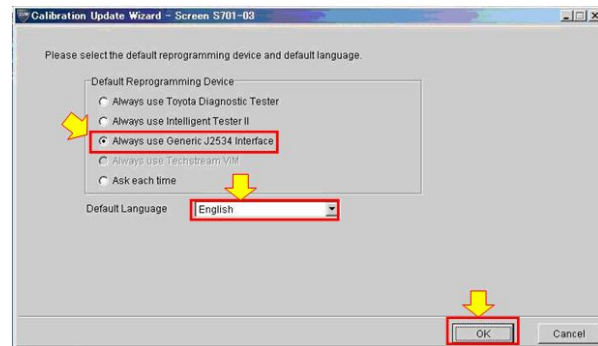 Calibration Update Wizard - Screen S701-03
Please select the default reprogramming device and default language.
Default Reprogramming Device
Always use Toyota Diagnostic Tester
Always use Intelligent Tester II
Always use Generic J2534 Interface
Always use Techstream VIM
Ask each time
Default Language English
OK Cancel